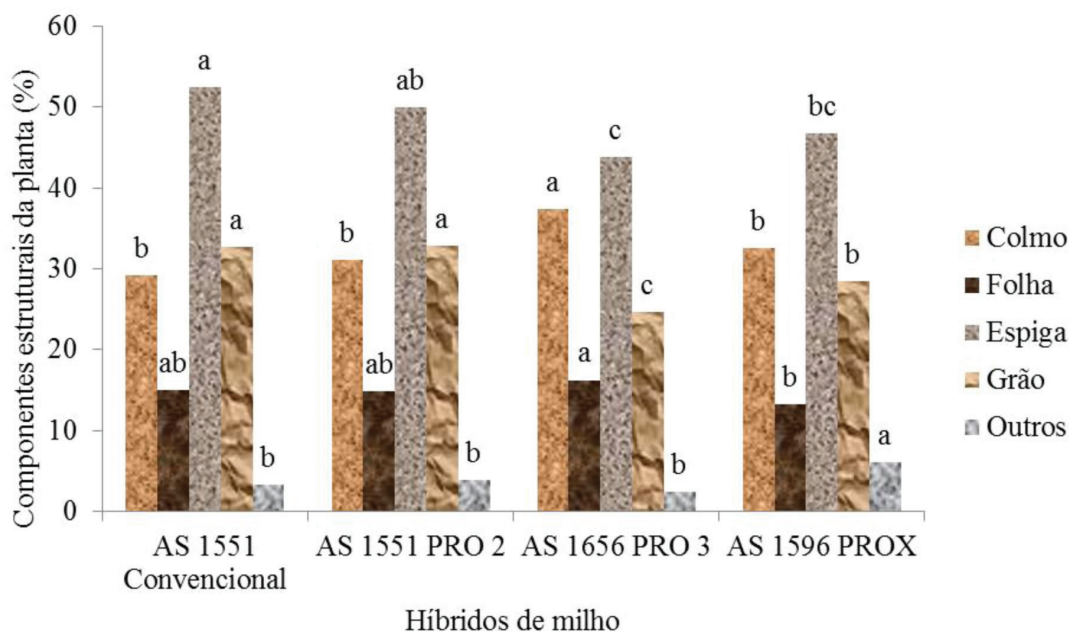 Componentes estruturais da planta (%)
60
50
40
30
20
10
0
b
ab
a
a
b
b
ab
ab
a
b
a
a
c
c
b
b
b
bc
b
a
AS 1551
Convencional
AS 1551 PRO 2
AS 1656 PRO 3
AS 1596 PROX
Híbridos de milho
Colmo
Folha
Espiga
Grão
Outros